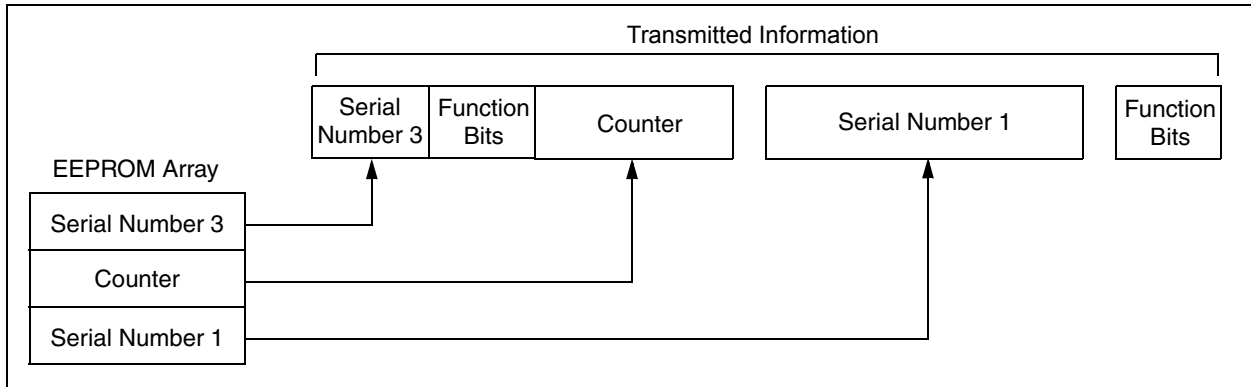 Transmitted Information
Serial
Number 3
Function
Bits
Counter
Serial Number 1
Function
Bits
EEPROM Array
Serial Number 3
Counter
Serial Number 1